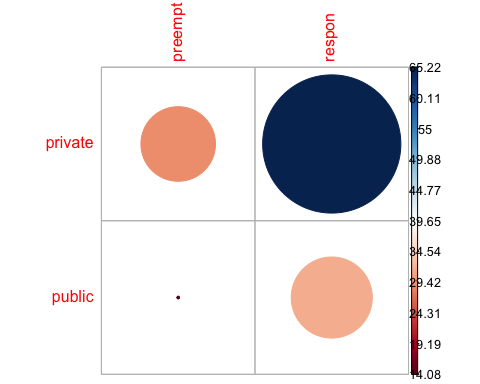 preempt
respon
private
public
65.22
60.11
55
49.88
44.77
39.65
34.54
29.42
24.31
19.19
14.08